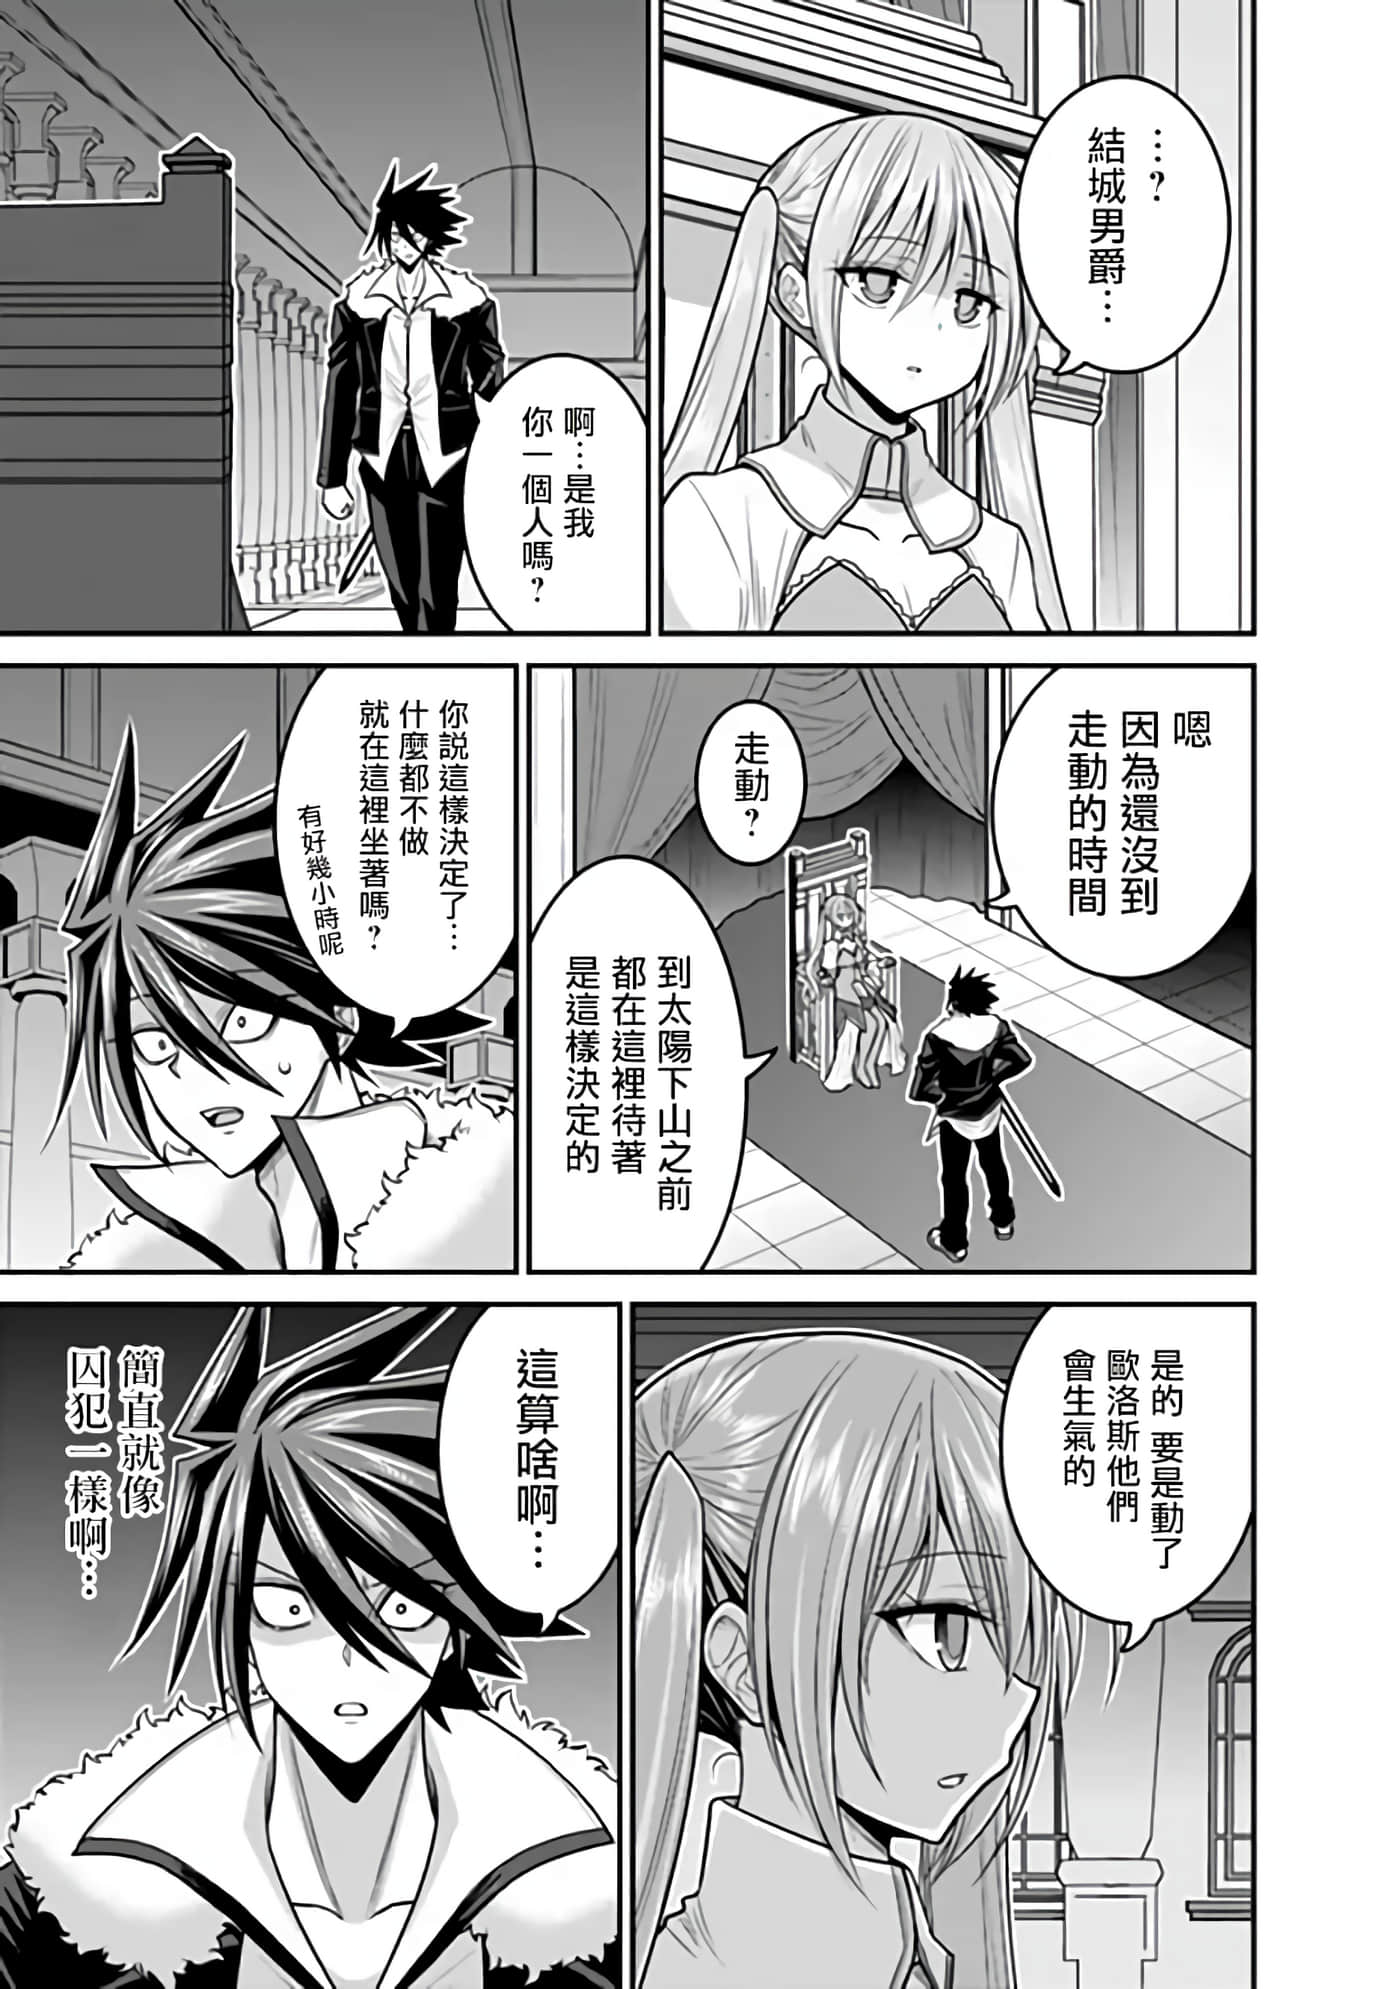 …?
結城男爵…
啊…是我
你一個人嗎?
嗯
因為還沒到
走動的時間
走動?
到太陽下山之前
都在這裡待著
是這樣決定的
你說這樣決定了…
什麼都不做
就在這裡坐著嗎?
有好幾小時呢
是的 要是動了
歐洛斯他們
會生氣的
這算啥啊…
簡直就像
囚犯一樣啊…